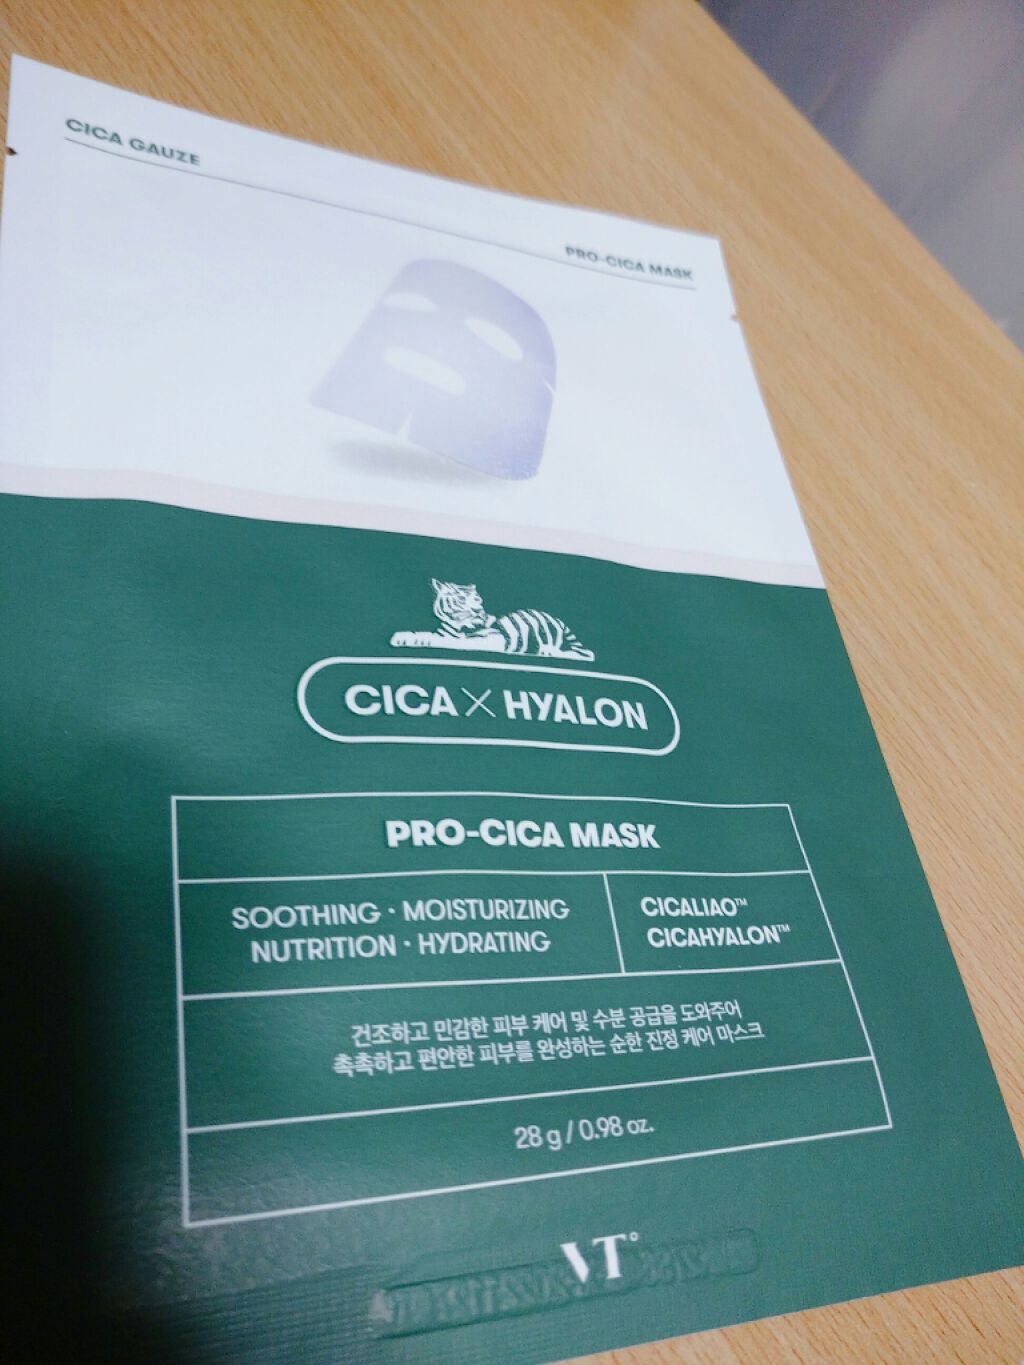 CICA GAUZE
PRO-CICA MASK
CICA X HYALON
PRO-CICA MASK
SOOTHING · MOISTURIZING
NUTRITION · HYDRATING
CICALIAO™
CICAHYALON™
건조하고 민감한 피부 케어 및 수분 공급을 도와주어
촉촉하고 편안한 피부를 완성하는 순한 진정 케어 마스크
28 g / 0.98 oz.
VT°